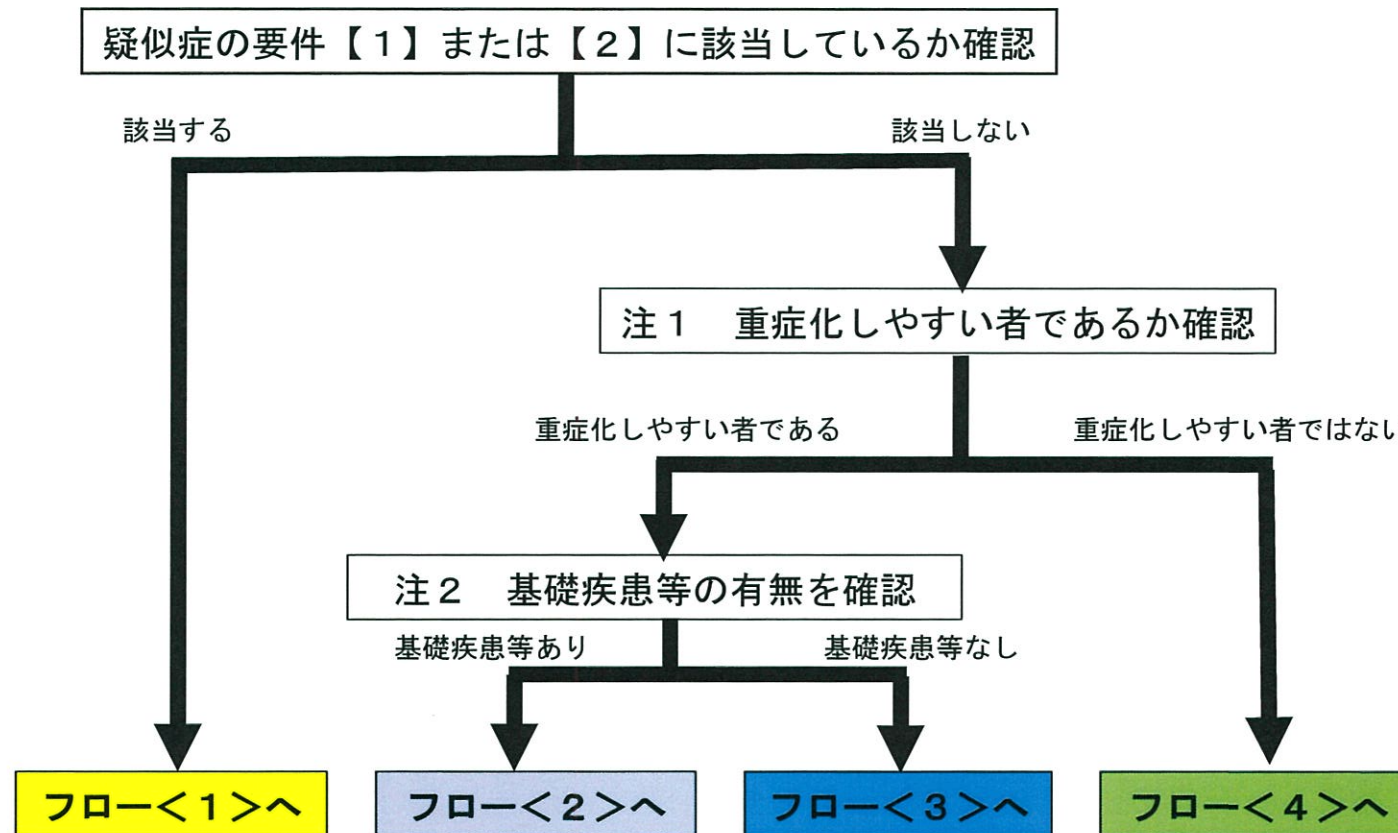 疑似症の要件【1】または【2】に該当しているか確認
該当する
該当しない
注1　重症化しやすい者であるか確認
重症化しやすい者である
重症化しやすい者ではない
注2　基礎疾患等の有無を確認
基礎疾患等あり
基礎疾患等なし
フロー<1>へ
フロー<2>へ
フロー<3>へ
フロー<4>へ